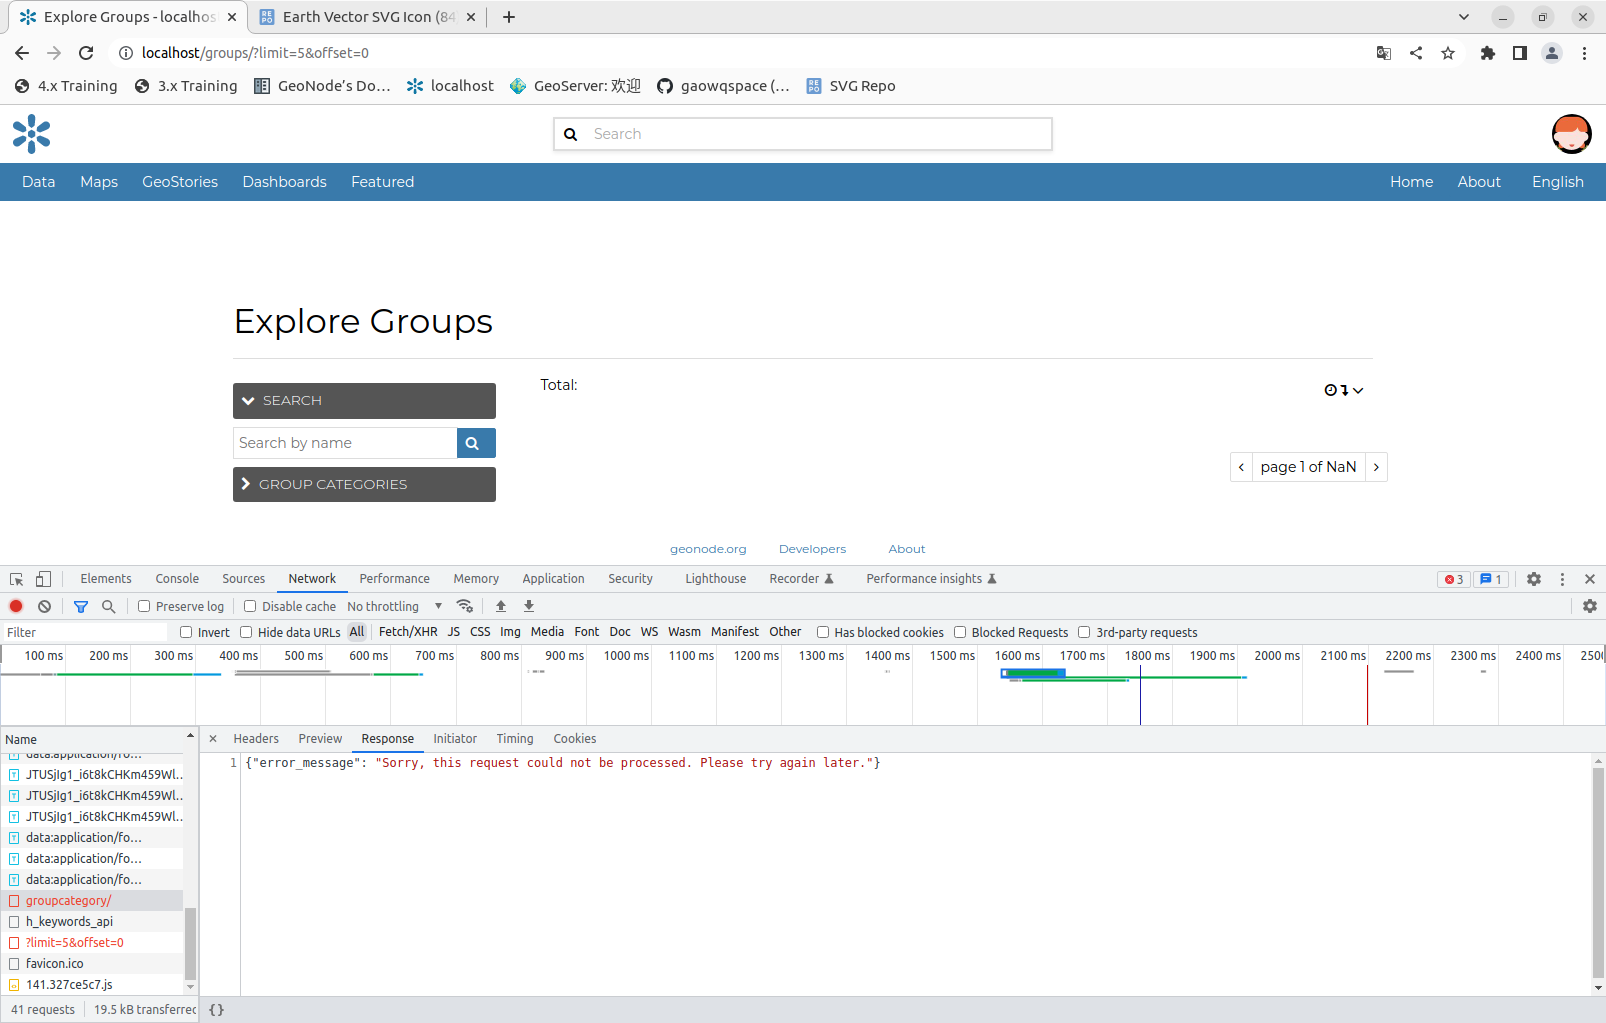 Explore Groups - localhos
Earth Vector SVG Icon (84
localhost/groups/?limit=5&offset=0
4.x Training
3.x Training
GeoNode’s Do…
localhost
GeoServer: 欢迎
gaowqspace (…
SVG Repo
Search
Data
Maps
GeoStories
Dashboards
Featured
Home
About
English
Explore Groups
SEARCH
Search by name
GROUP CATEGORIES
Total:
page 1 of NaN
geonode.org
Developers
About
Elements
Console
Sources
Network
Performance
Memory
Application
Security
Lighthouse
Recorder
Performance insights
3
1
Preserve log
Disable cache
No throttling
Filter
Invert
Hide data URLs
All
Fetch/XHR
JS
CSS
Img
Media
Font
Doc
WS
Wasm
Manifest
Other
Has blocked cookies
Blocked Requests
3rd-party requests
100 ms
200 ms
300 ms
400 ms
500 ms
600 ms
700 ms
800 ms
900 ms
1000 ms
1100 ms
1200 ms
1300 ms
1400 ms
1500 ms
1600 ms
1700 ms
1800 ms
1900 ms
2000 ms
2100 ms
2200 ms
2300 ms
2400 ms
250
Name
Headers
Preview
Response
Initiator
Timing
Cookies
data:application/fo…
JTUSjIg1_i6t8kCHKm459Wl…
JTUSjIg1_i6t8kCHKm459Wl…
JTUSjIg1_i6t8kCHKm459Wl…
data:application/fo…
data:application/fo…
data:application/fo…
groupcategory/
h_keywords_api
?limit=5&offset=0
favicon.ico
141.327ce5c7.js
1
{"error_message": "Sorry, this request could not be processed. Please try again later."}
41 requests
19.5 kB transferred
{}